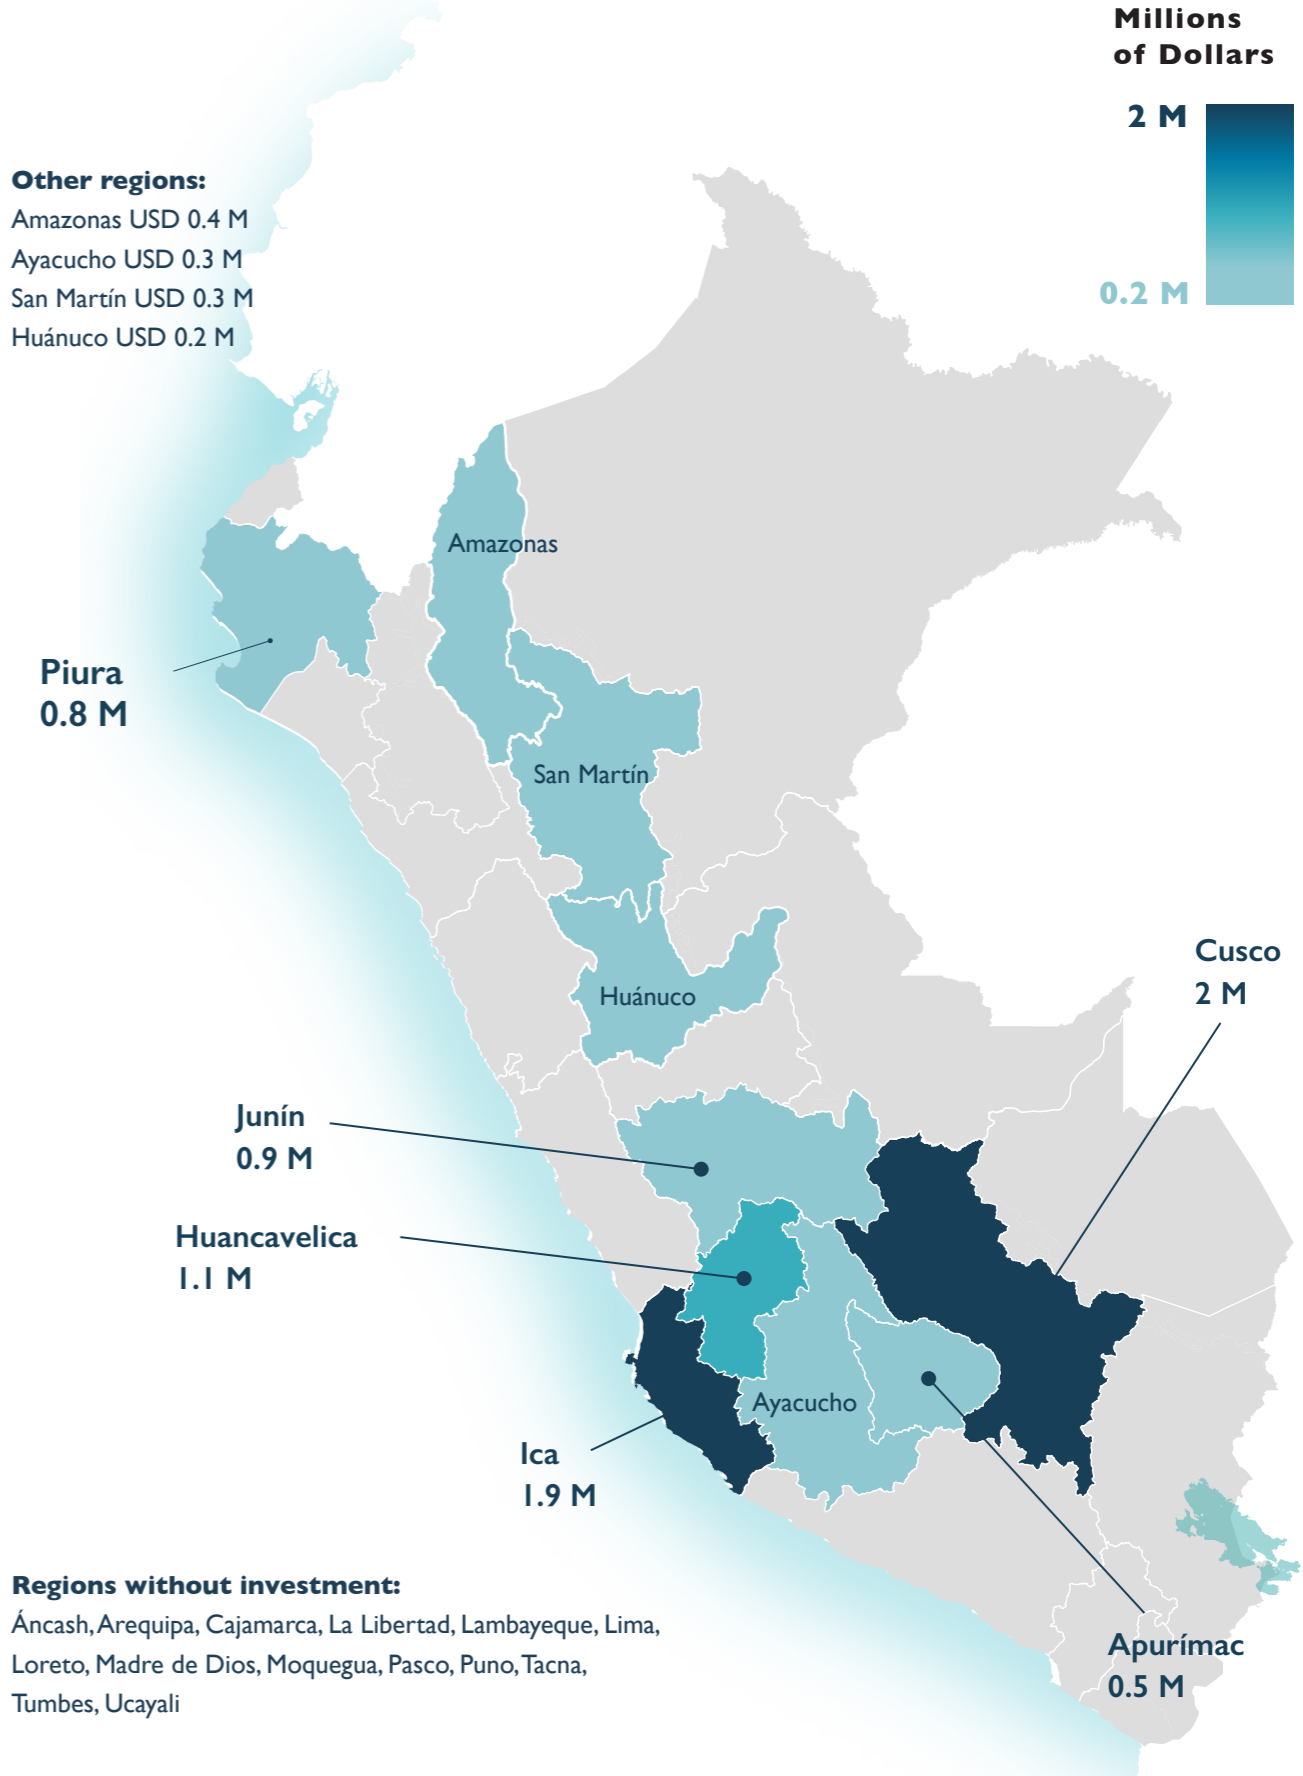 Millions
of Dollars
2 M
0.2 M
Other regions:
Amazonas USD 0.4 M
Ayacucho USD 0.3 M
San Martín USD 0.3 M
Huánuco USD 0.2 M
Amazonas
Piura
0.8 M
San Martín
Huánuco
Cusco
2 M
Junín
0.9 M
Huancavelica
1.1 M
Ayacucho
Ica
1.9 M
Apurímac
0.5 M
Regions without investment:
Áncash, Arequipa, Cajamarca, La Libertad, Lambayeque, Lima,
Loreto, Madre de Dios, Moquegua, Pasco, Puno, Tacna,
Tumbes, Ucayali